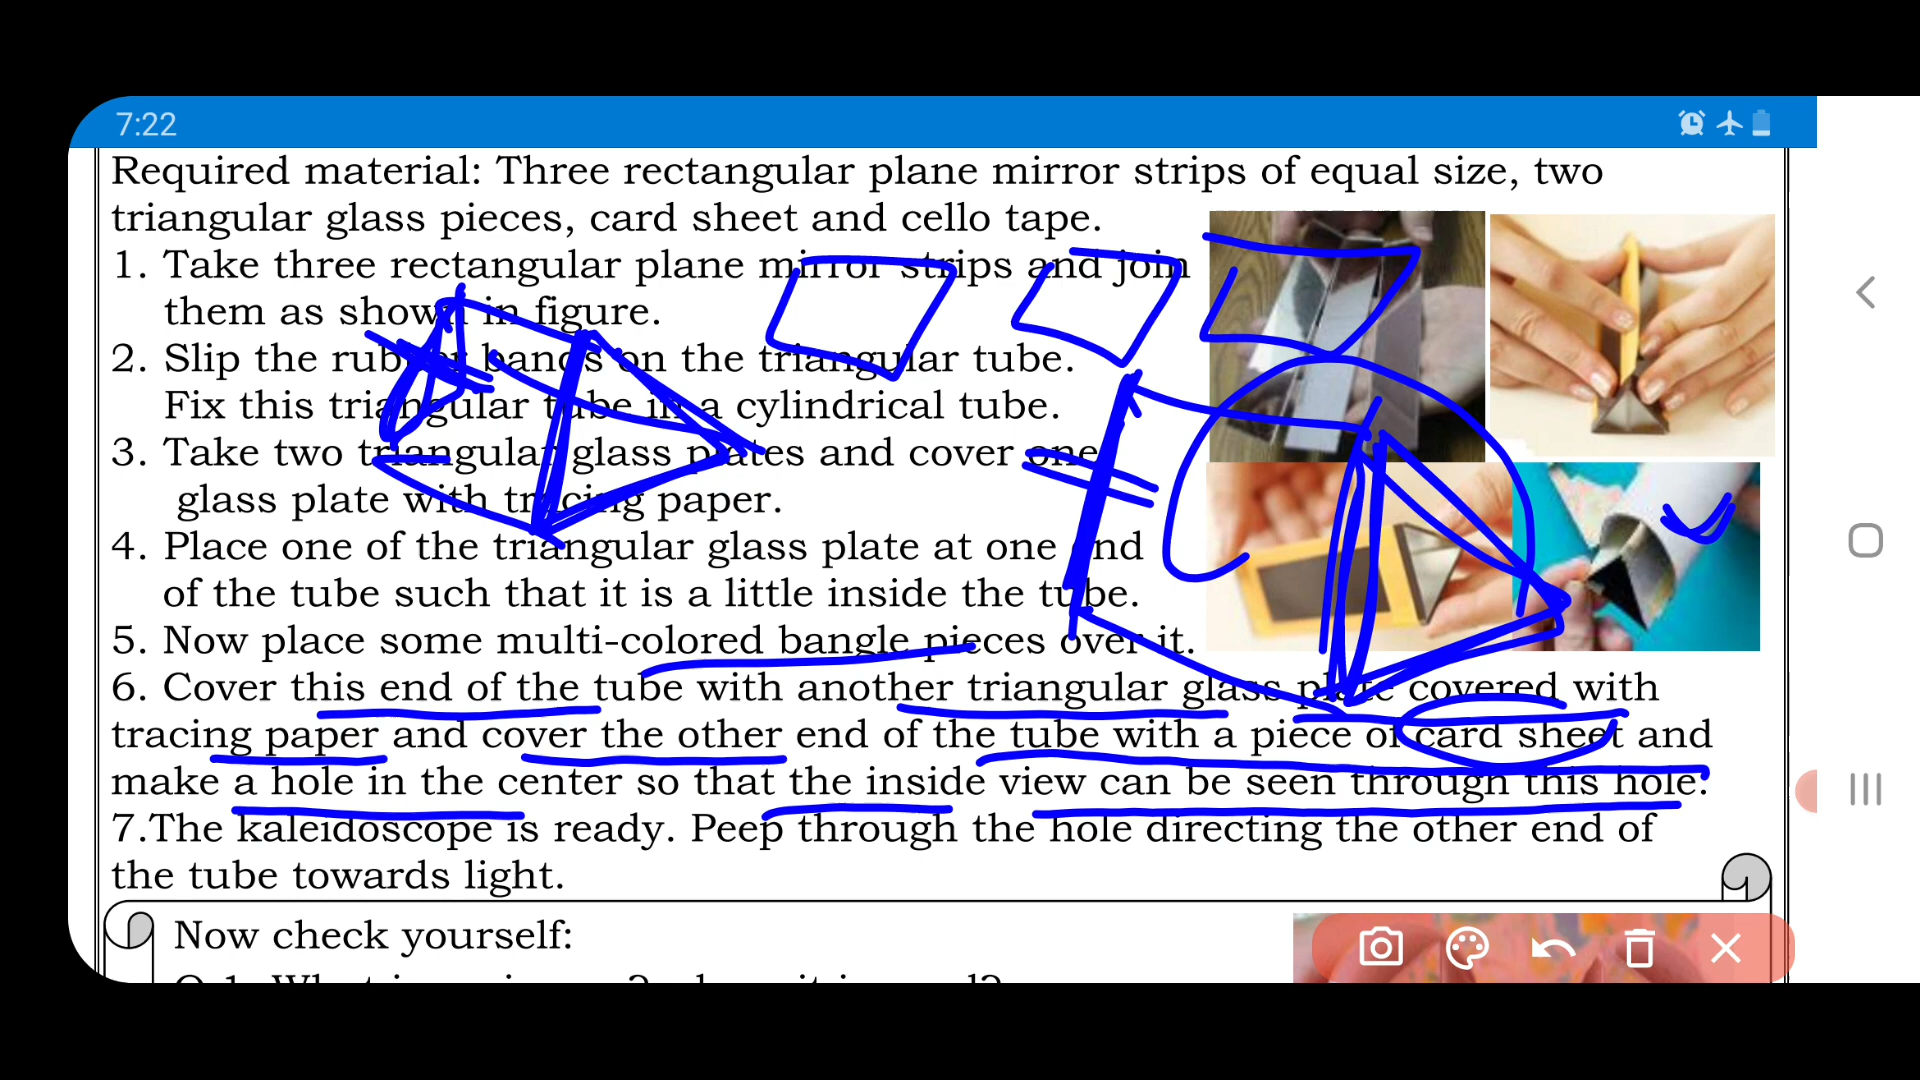 7:22
Required material: Three rectangular plane mirror strips of equal size, two
triangular glass pieces, card sheet and cello tape.
1. Take three rectangular plane mirror strips and join
them as shown in figure.
2. Slip the rubber bands on the triangular tube.
Fix this triangular tube in a cylindrical tube.
3. Take two triangular glass plates and cover one
glass plate with tracing paper.
4. Place one of the triangular glass plate at one end
of the tube such that it is a little inside the tube.
5. Now place some multi-colored bangle pieces over it.
6. Cover this end of the tube with another triangular glass plate covered with
tracing paper and cover the other end of the tube with a piece of card sheet and
make a hole in the center so that the inside view can be seen through this hole.
7.The kaleidoscope is ready. Peep through the hole directing the other end of
the tube towards light.
Now check yourself: